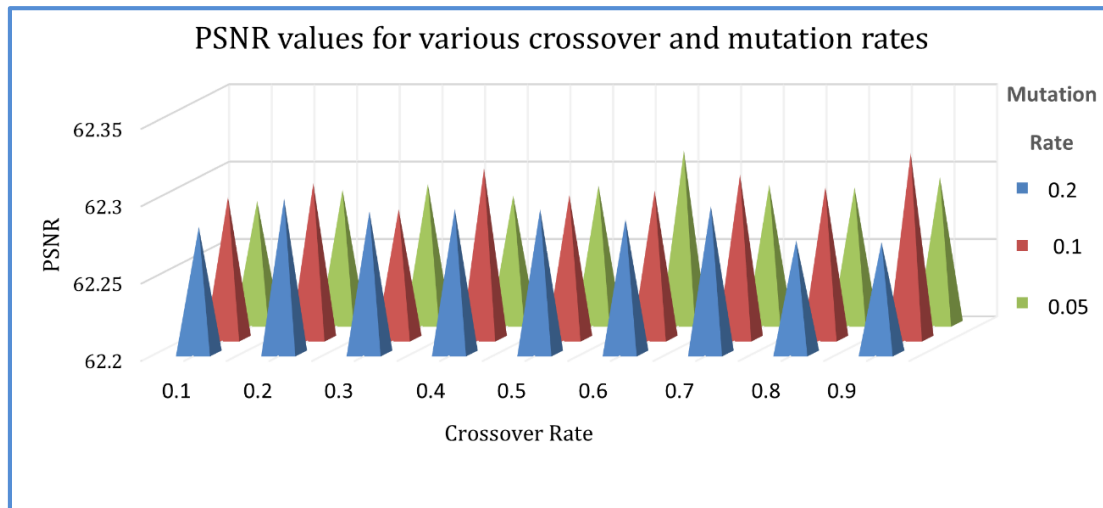 PSNR values for various crossover and mutation rates
62.35
62.3
62.25
62.2
PSNR
0.1 0.2 0.3 0.4 0.5 0.6 0.7 0.8 0.9
Crossover Rate
Mutation
Rate
0.2
0.1
0.05